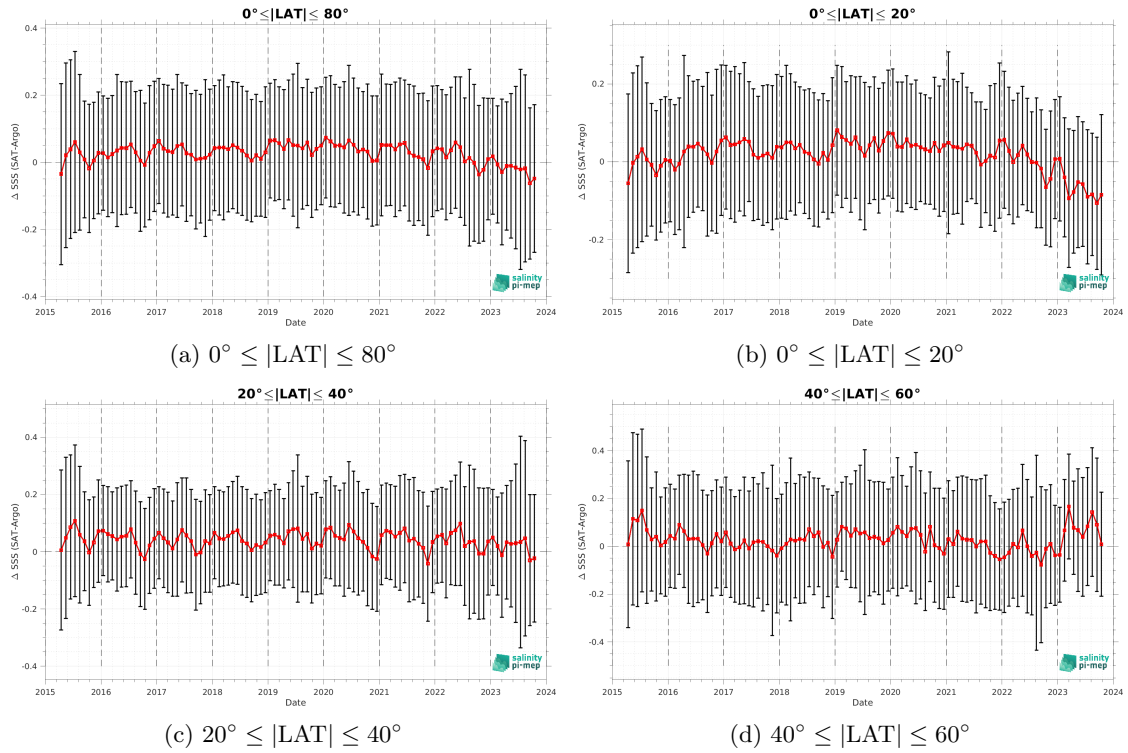 0°≤|LAT|≤ 80°
0.4
0.2
0
-0.2
-0.4
Δ SSS (SAT-Argo)
2015 2016 2017 2018 2019 2020 2021 2022 2023 2024
Date
salinity
pi-mep
(a) 0° ≤ |LAT| ≤ 80°
0°≤|LAT|≤ 20°
0.2
0
-0.2
Δ SSS (SAT-Argo)
2015 2016 2017 2018 2019 2020 2021 2022 2023 2024
Date
salinity
pi-mep
(b) 0° ≤ |LAT| ≤ 20°
20°≤|LAT|≤ 40°
0.4
0.2
0
-0.2
-0.4
Δ SSS (SAT-Argo)
2015 2016 2017 2018 2019 2020 2021 2022 2023 2024
Date
salinity
pi-mep
(c) 20° ≤ |LAT| ≤ 40°
40°≤|LAT|≤ 60°
0.4
0.2
0
-0.2
-0.4
Δ SSS (SAT-Argo)
2015 2016 2017 2018 2019 2020 2021 2022 2023 2024
Date
salinity
pi-mep
(d) 40° ≤ |LAT| ≤ 60°